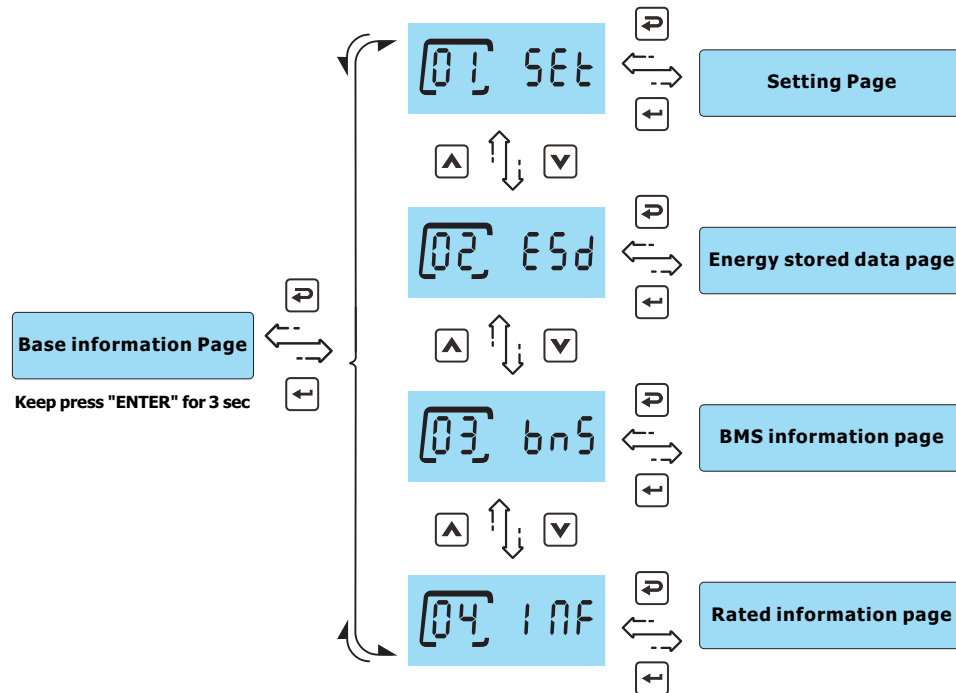 01 SEt
Setting Page
02 ESd
Energy stored data page
Base information Page
Keep press "ENTER" for 3 sec
03 bnS
BMS information page
04 INF
Rated information page